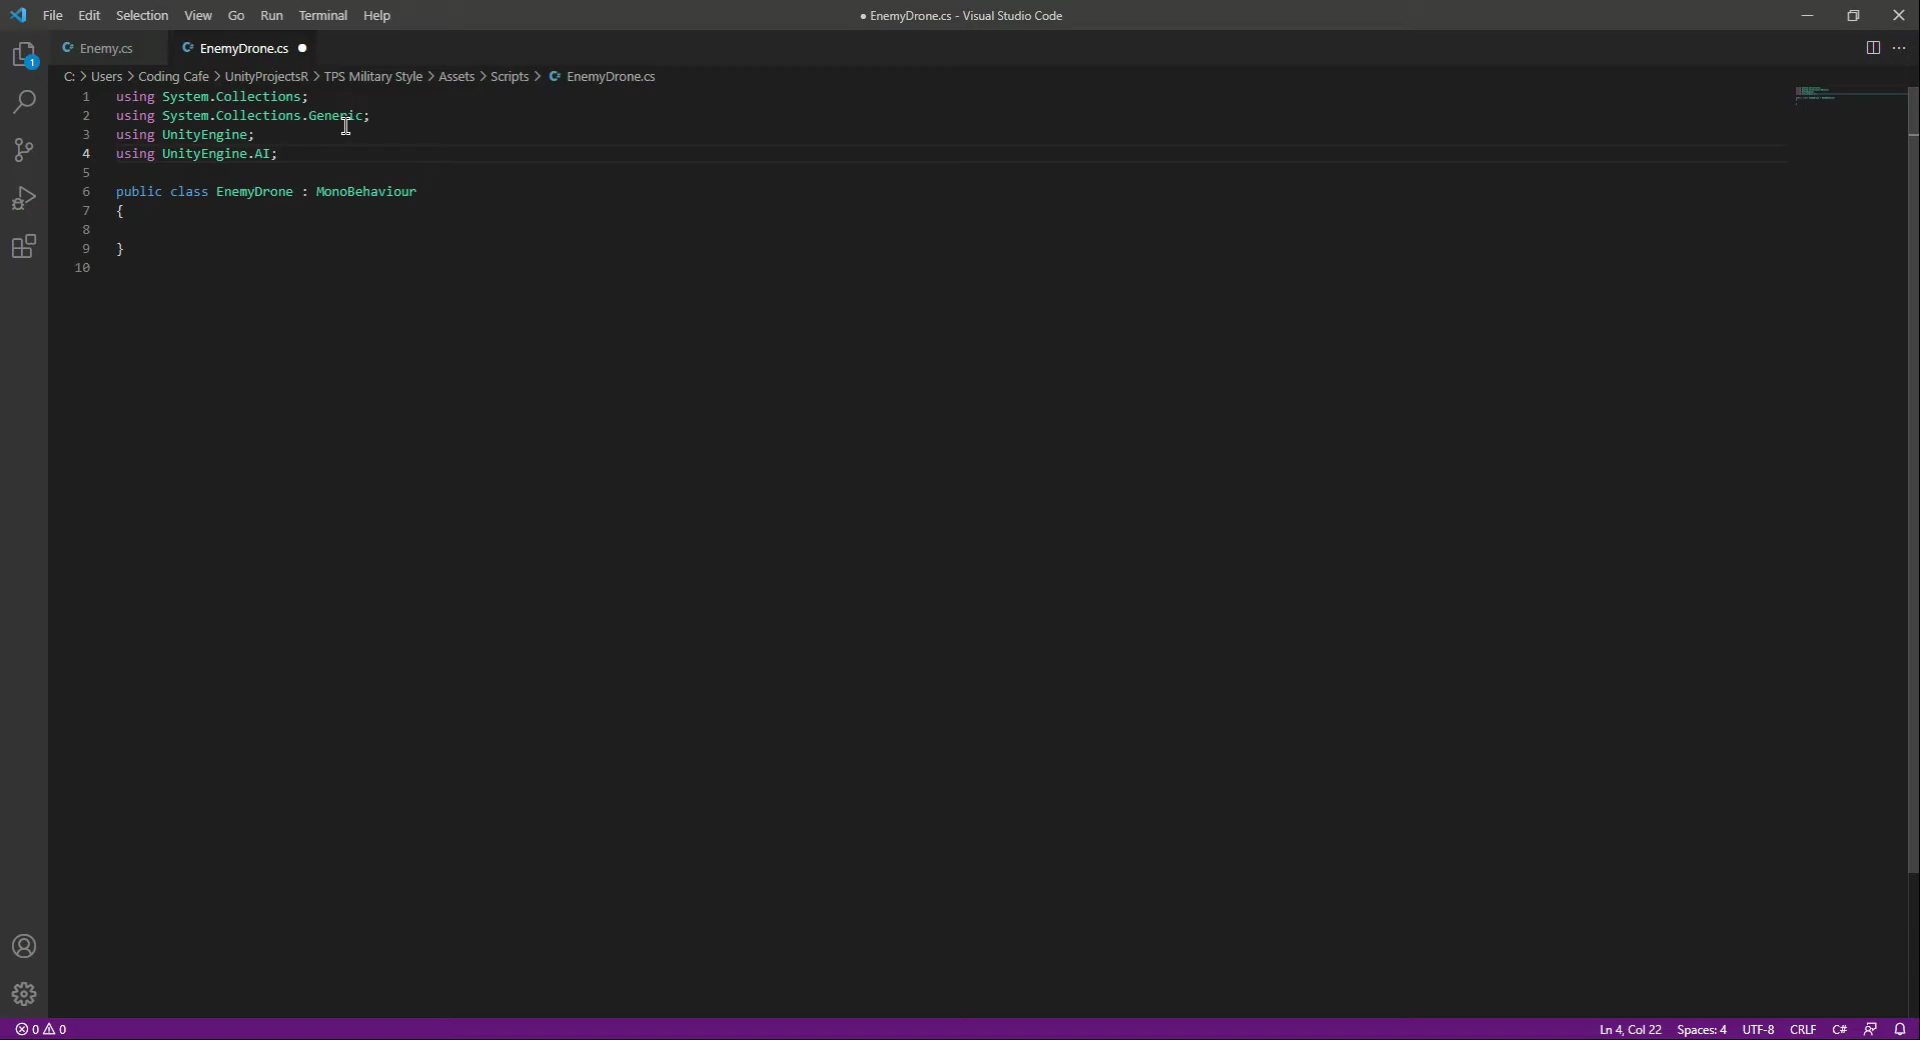 File Edit Selection View Go Run Terminal Help
● EnemyDrone.cs - Visual Studio Code
Enemy.cs
EnemyDrone.cs ●
C: > Users > Coding Cafe > UnityProjectsR > TPS Military Style > Assets > Scripts > EnemyDrone.cs
1 using System.Collections;
2 using System.Collections.Generic;
3 using UnityEngine;
4 using UnityEngine.AI;
5
6 public class EnemyDrone : MonoBehaviour
7 {
8
9 }
10
1
0 0
Ln 4, Col 22 Spaces: 4 UTF-8 CRLF C#